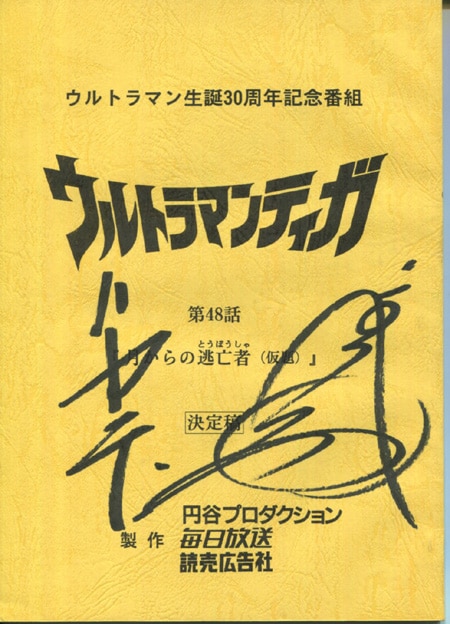 ウルトラマン生誕30周年記念番組
ウルトラマンティガ
第48話
とうぼうしゃ
『月からの逃亡者（仮題）』
決定稿
ハヤテ
製作
円谷プロダクション
毎日放送
読売広告社